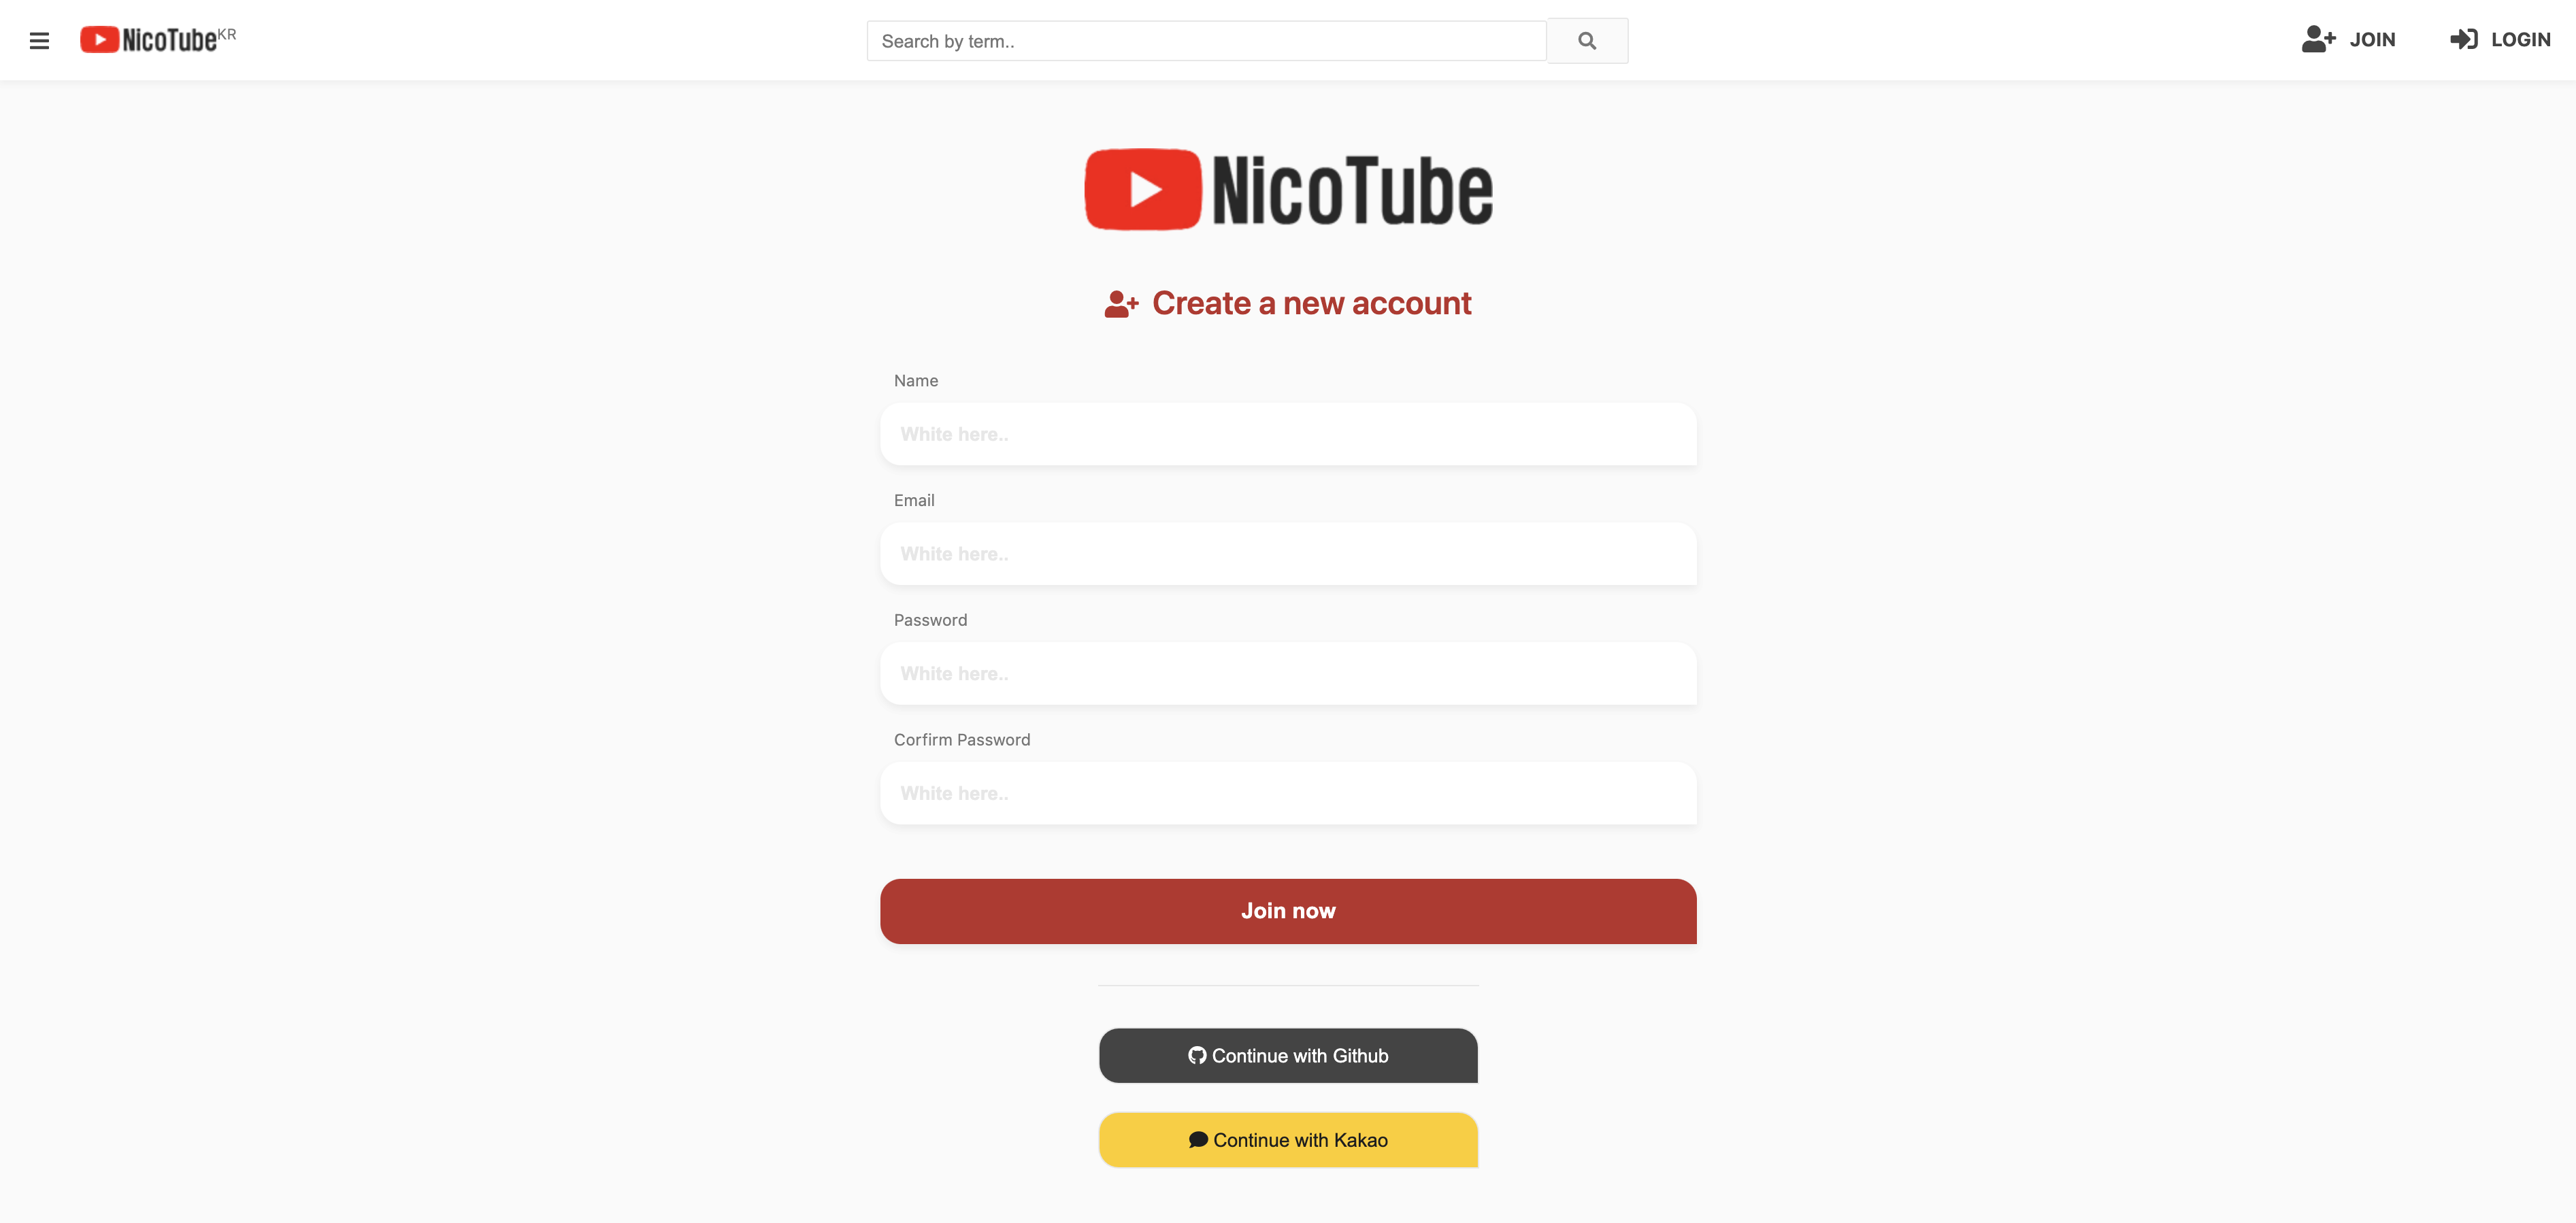 NicoTube KR
Search by term..
JOIN
LOGIN
NicoTube
Create a new account
Name
White here..
Email
White here..
Password
White here..
Corfirm Password
White here..
Join now
Continue with Github
Continue with Kakao